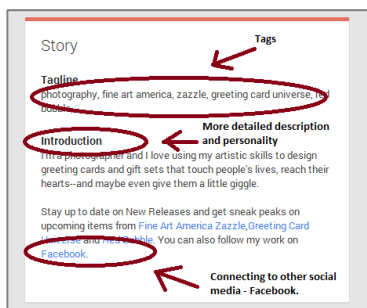 Story
Tags
Tagline
photography, fine art america, zazzle, greeting card universe, red
bubble
More detailed description
and personality
Introduction
I'm a photographer and I love using my artistic skills to design
greeting cards and gift sets that touch people's lives, reach their
hearts--and maybe even give them a little giggle.
Stay up to date on New Releases and get sneak peaks on
upcoming items from Fine Art America Zazzle,Greeting Card
Universe and Red Bubble. You can also follow my work on
Facebook.
Connecting to other social
media - Facebook.